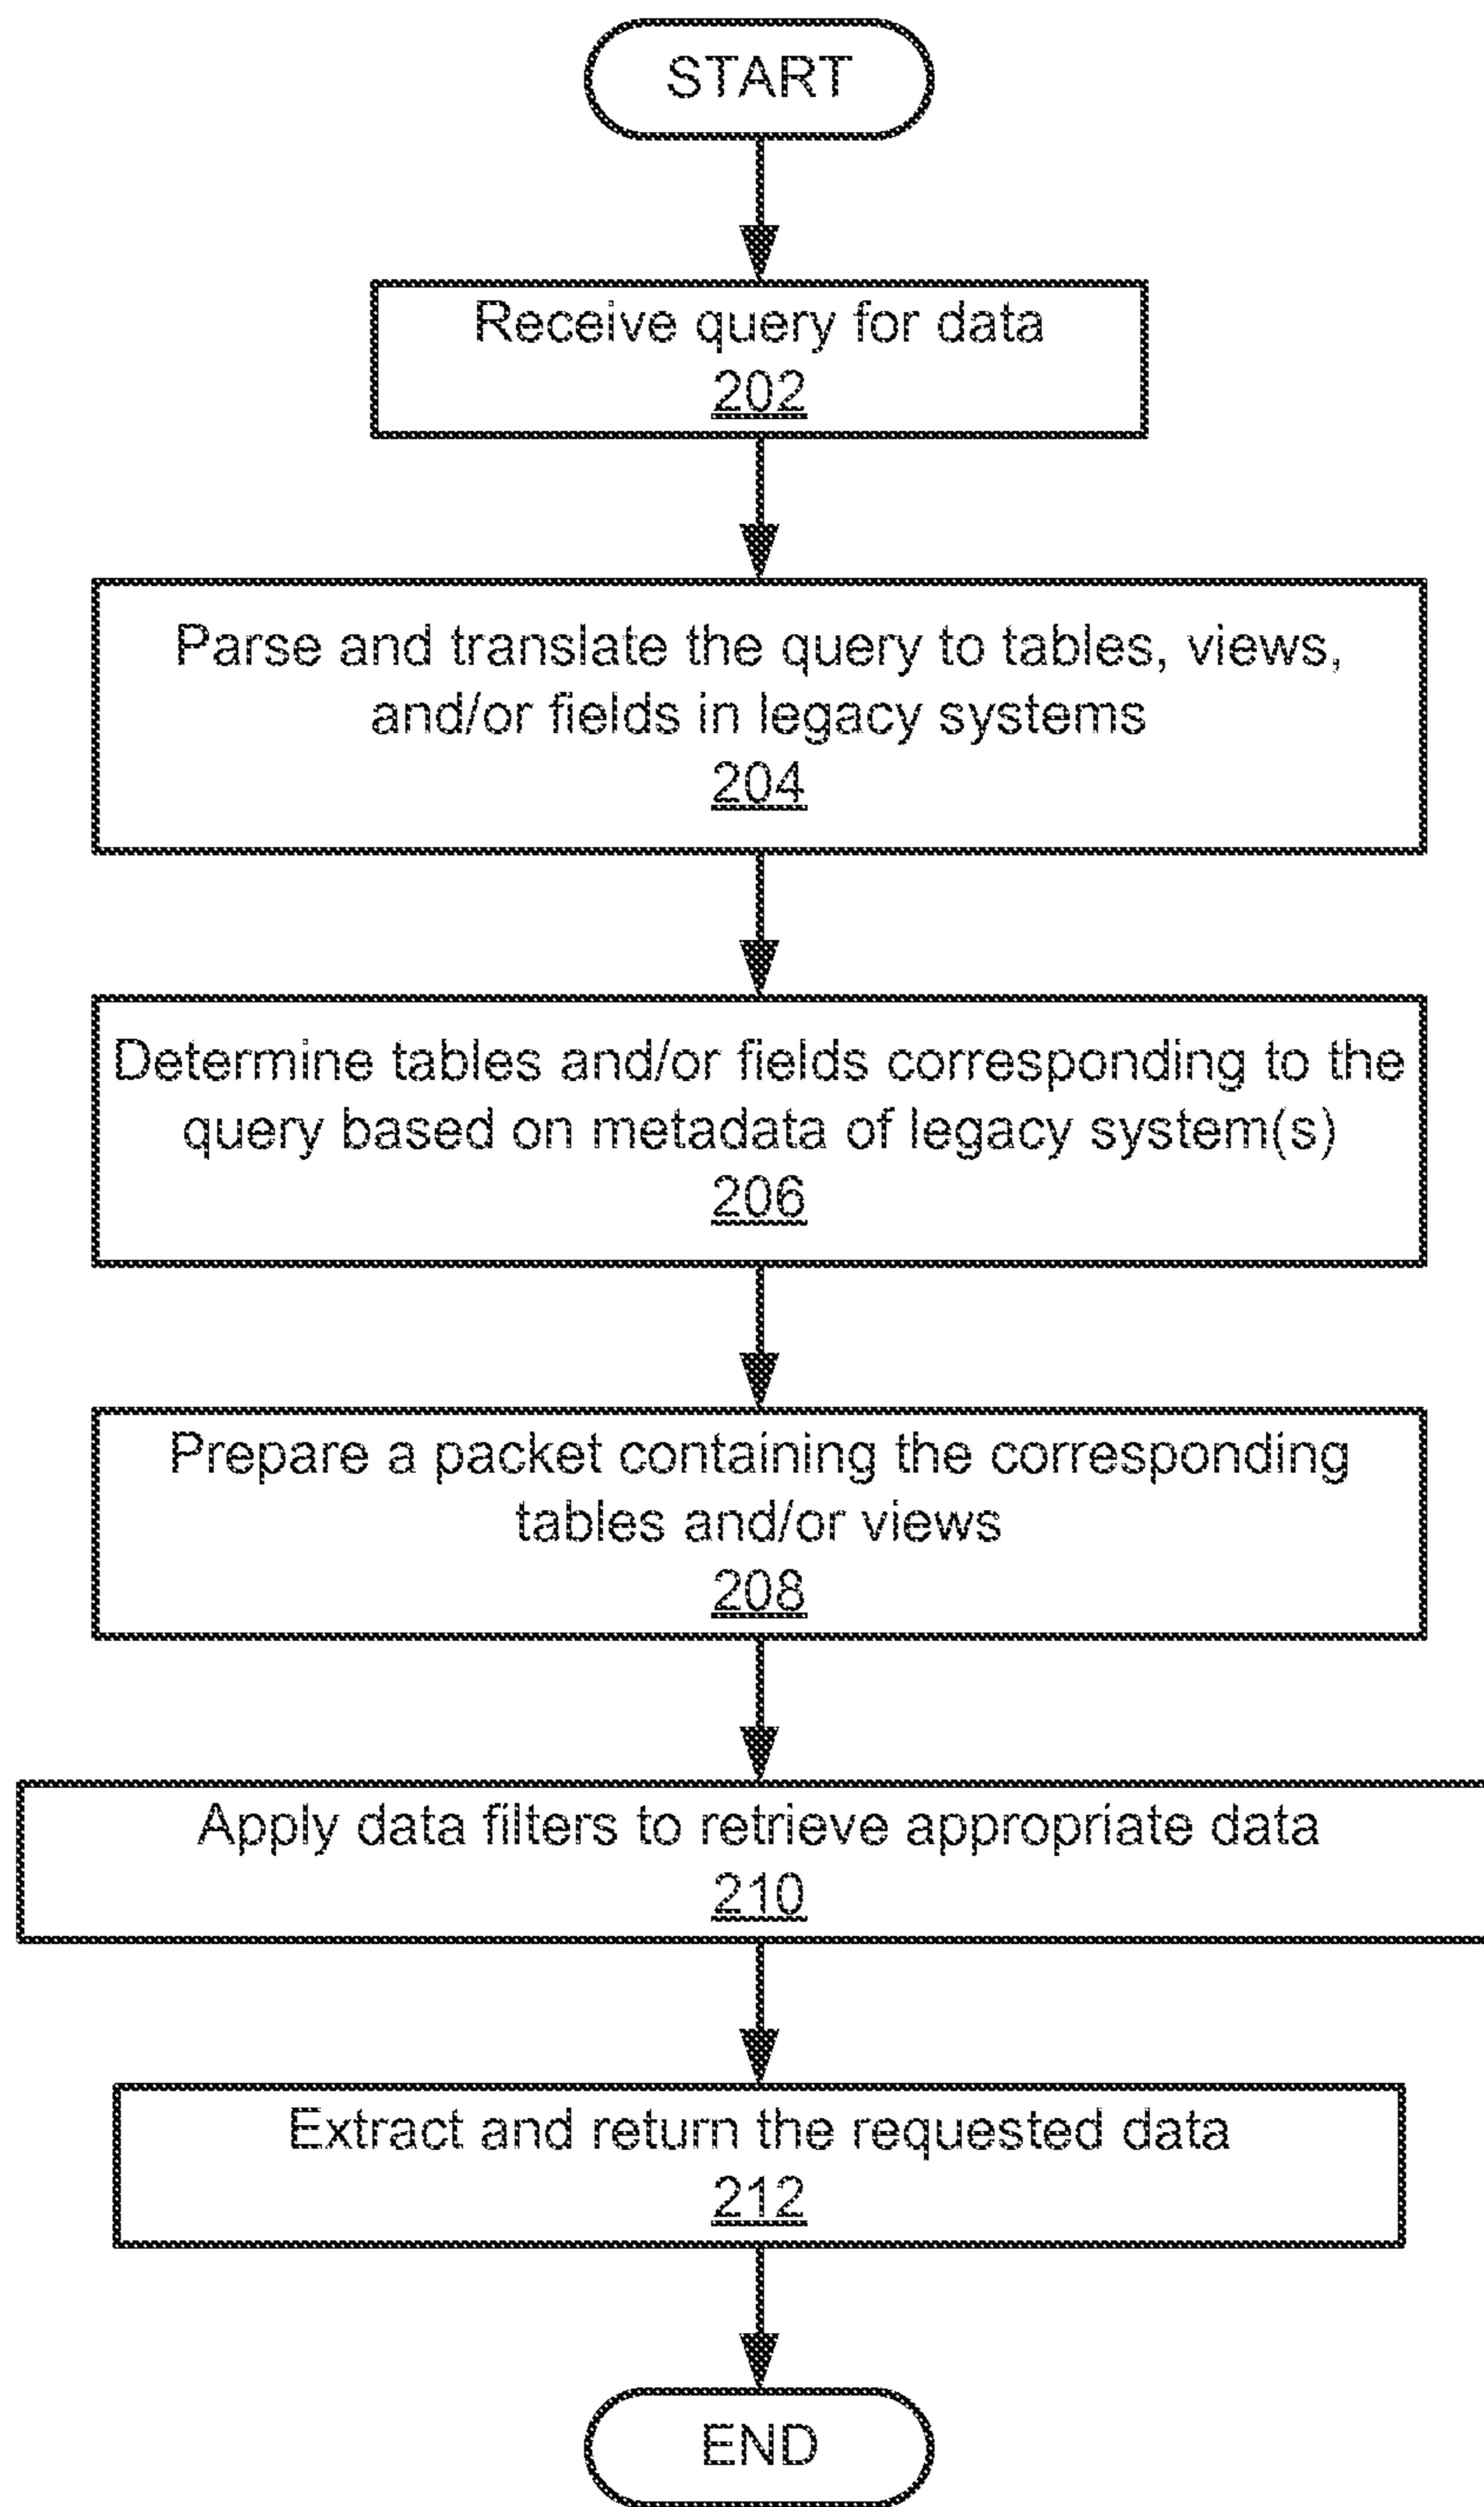 START
Receive query for data
202
Parse and translate the query to tables, views,
and/or fields in legacy systems
204
Determine tables and/or fields corresponding to the
query based on metadata of legacy system(s)
206
Prepare a packet containing the corresponding
tables and/or views
208
Apply data filters to retrieve appropriate data
210
Extract and return the requested data
212
END